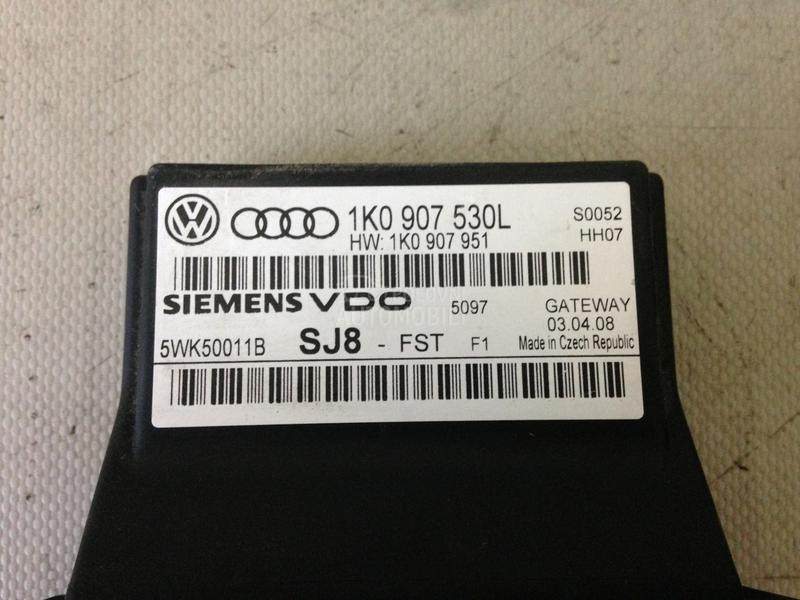 1K0 907 530L
S0052
HW: 1K0 907 951
HH07
SIEMENS VDO
5097
GATEWAY
03.04.08
5WK50011B
SJ8 - FST F1
Made in Czech Republic